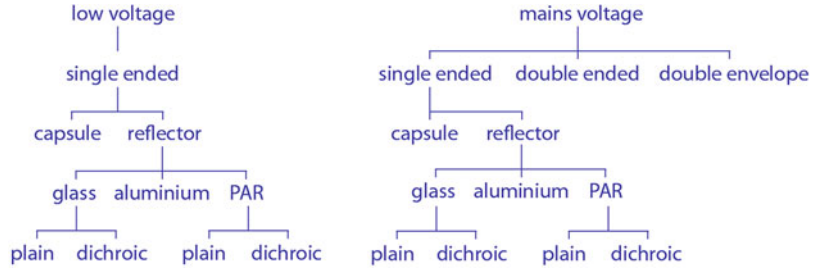 low voltage
single ended
capsule reflector
glass aluminium PAR
plain dichroic plain dichroic
mains voltage
single ended double ended double envelope
capsule reflector
glass aluminium PAR
plain dichroic plain dichroic